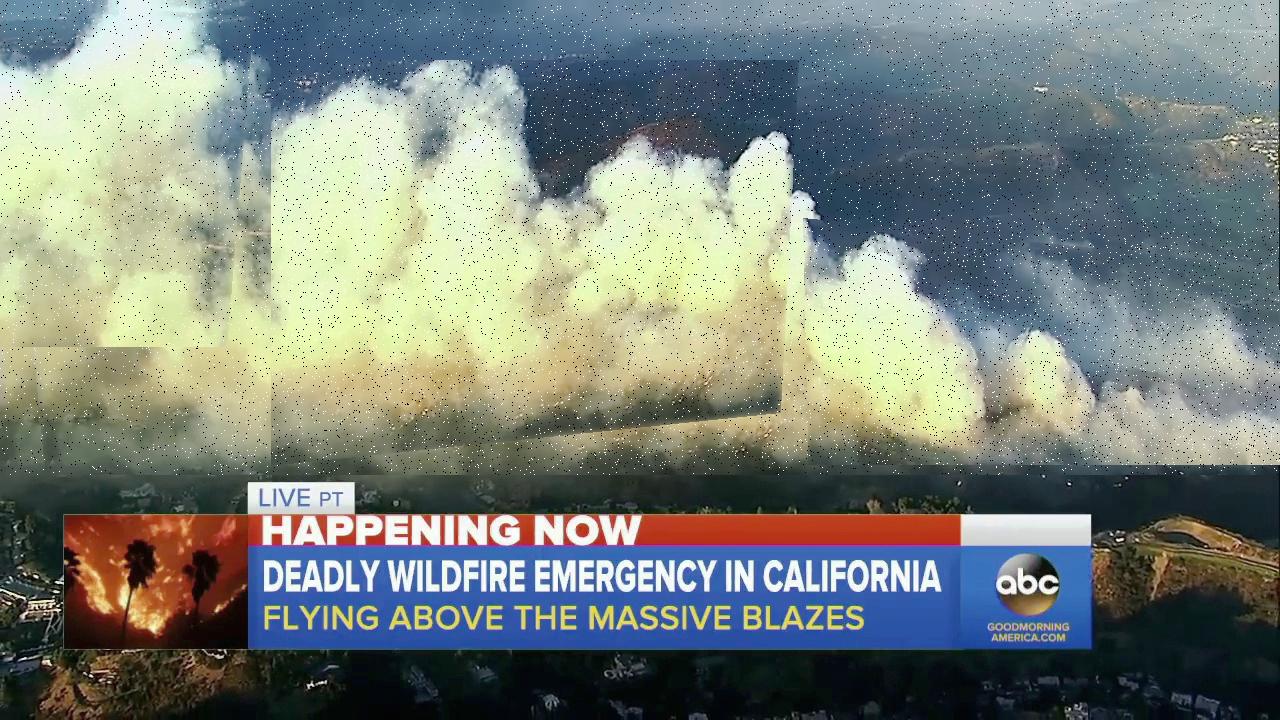 LIVE PT
HAPPENING NOW
DEADLY WILDFIRE EMERGENCY IN CALIFORNIA
FLYING ABOVE THE MASSIVE BLAZES
abc
GOODMORNING
AMERICA.COM